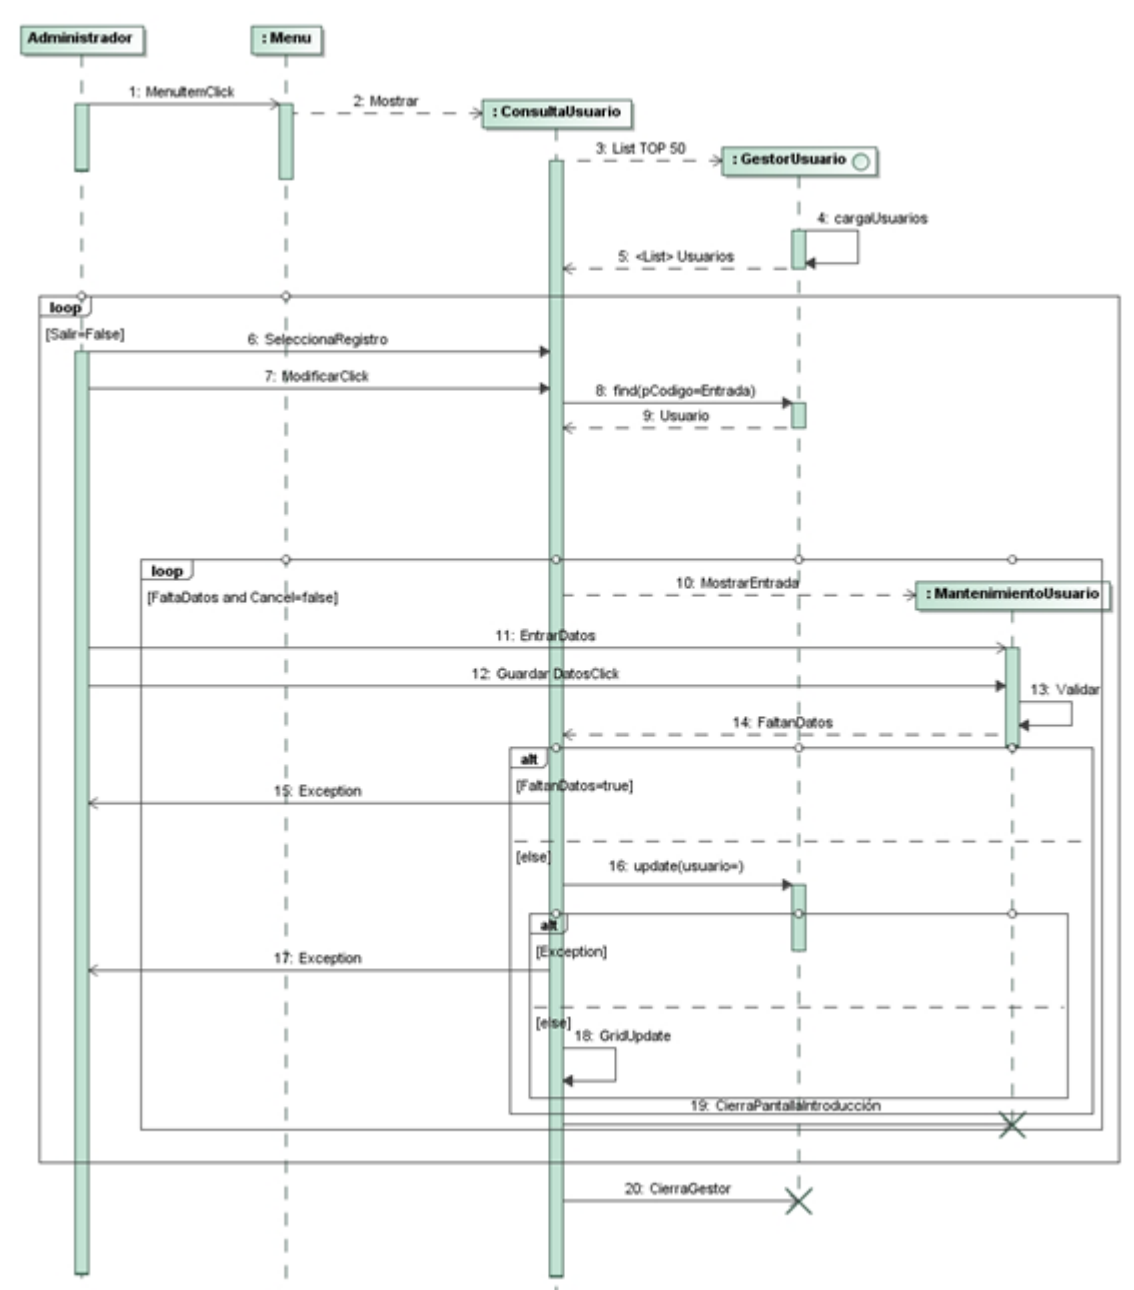 Administrador
: Menu
1: MenuItemClick
2: Mostrar
: ConsultaUsuario
3: List TOP 50
: GestorUsuario
4: cargaUsuarios
5: <List> Usuarios
loop
[Salir=False]
6: SeleccionaRegistro
7: ModificarClick
8: find(pCodigo=Entrada)
9: Usuario
loop
[FaltaDatos and Cancel=false]
10: MostrarEntrada
: MantenimientoUsuario
11: EntrarDatos
12: Guardar DatosClick
13: Validar
14: FaltanDatos
alt
[FaltanDatos=true]
15: Exception
[else]
16: update(usuario=)
alt
[Exception]
17: Exception
[else]
18: GridUpdate
19: CierraPantallaIntroducción
20: CierraGestor